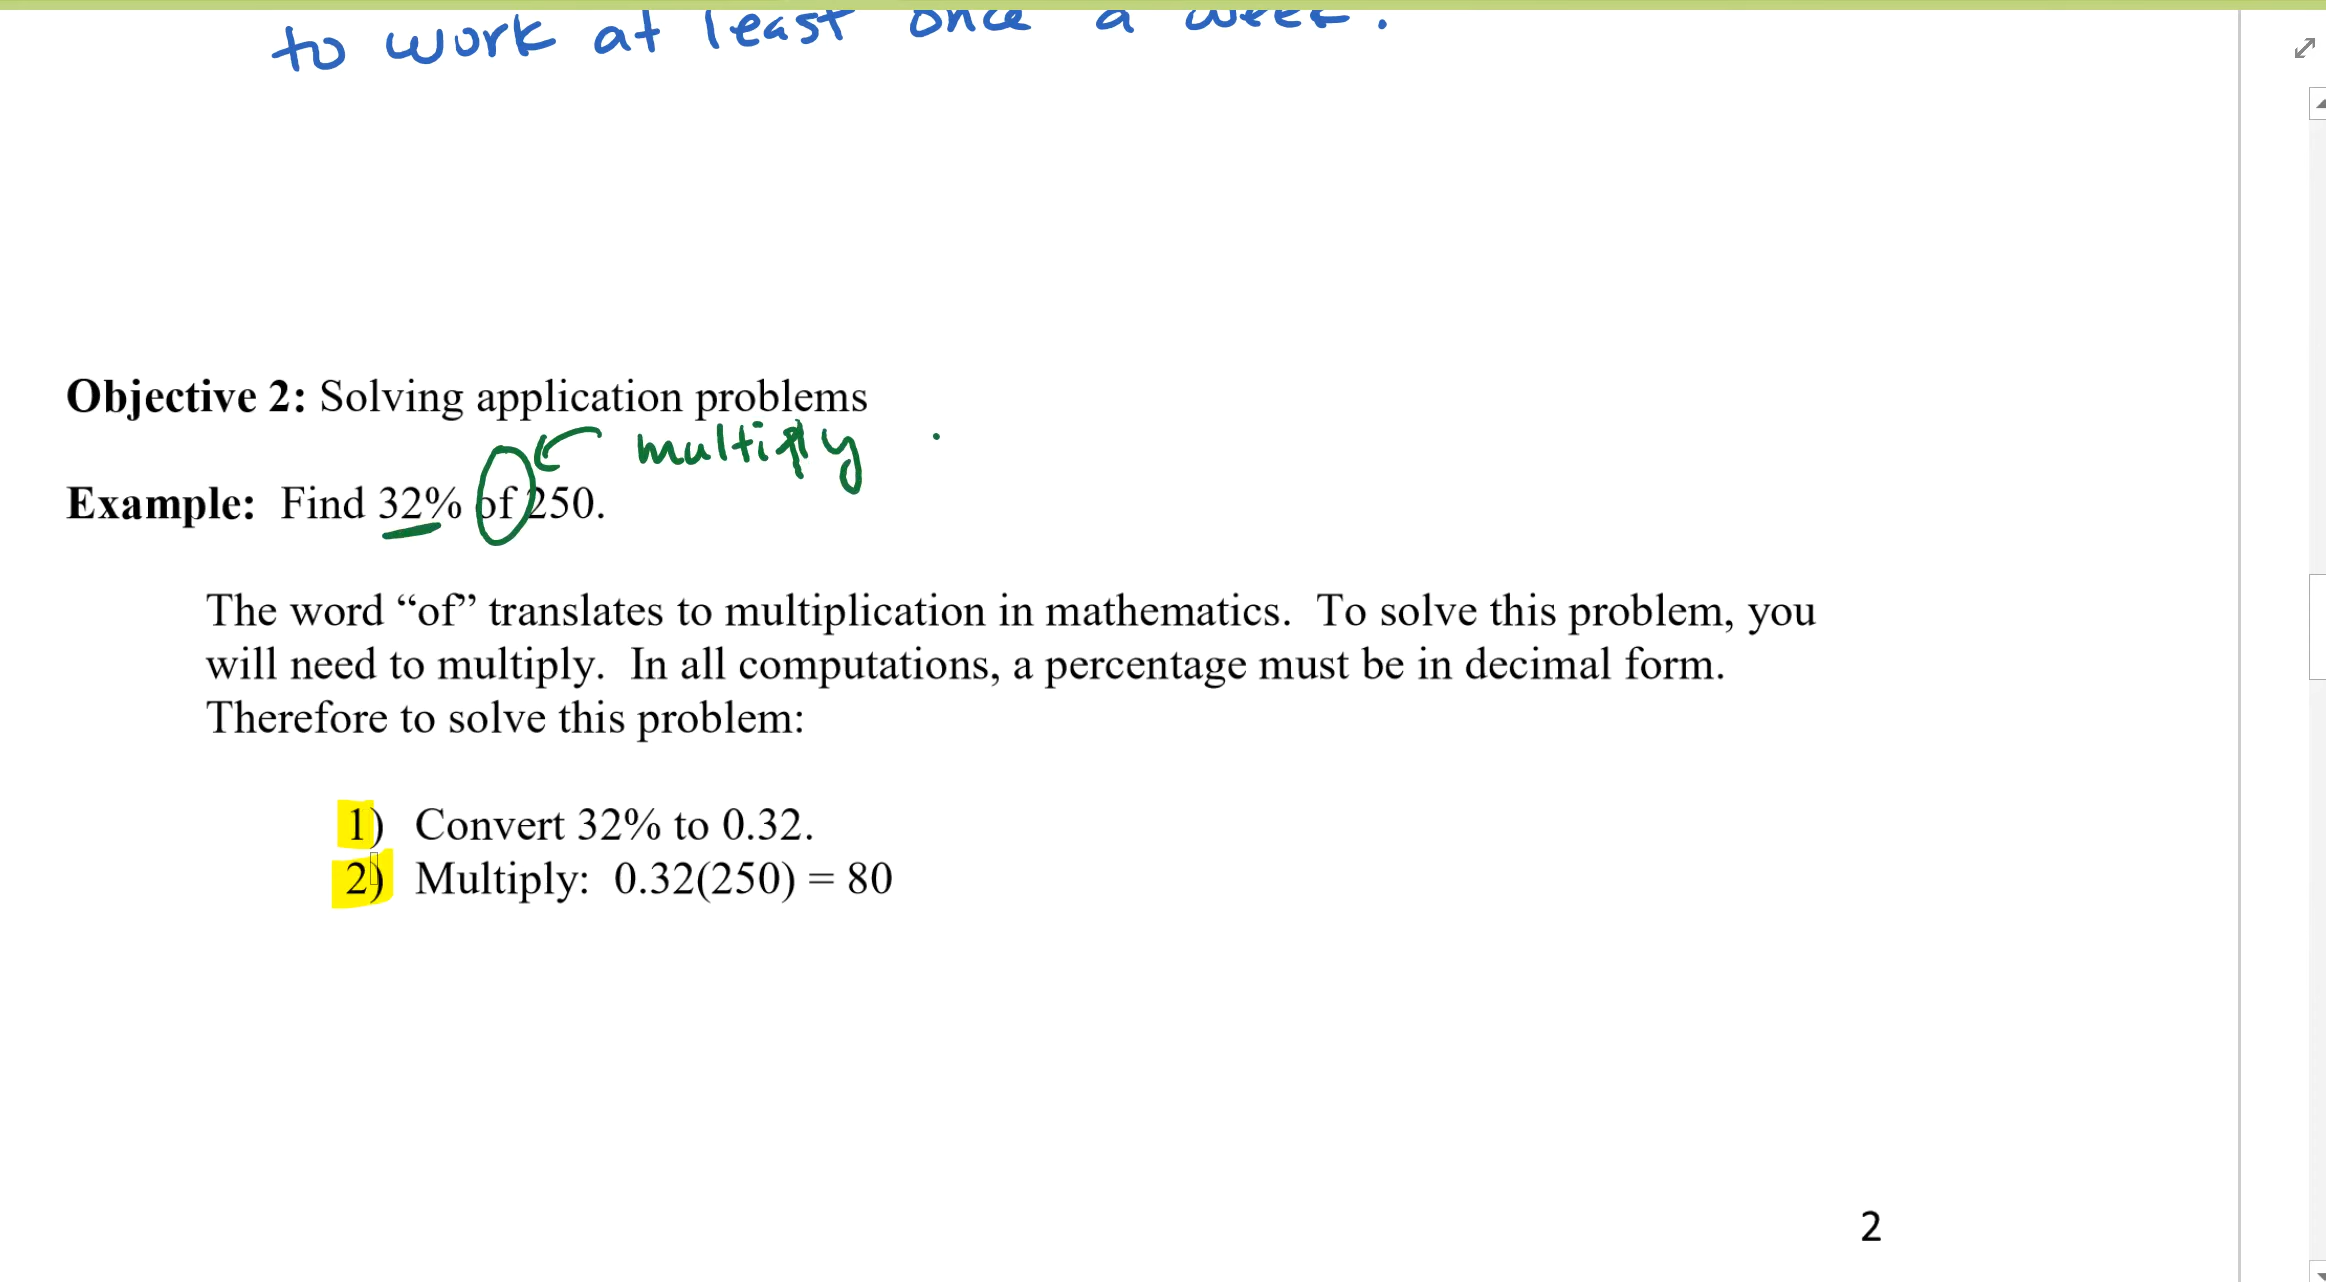 to work at least once a week.
Objective 2: Solving application problems
multiply
Example: Find 32% of 250.
The word “of” translates to multiplication in mathematics. To solve this problem, you
will need to multiply. In all computations, a percentage must be in decimal form.
Therefore to solve this problem:
1) Convert 32% to 0.32.
2) Multiply: 0.32(250) = 80
2